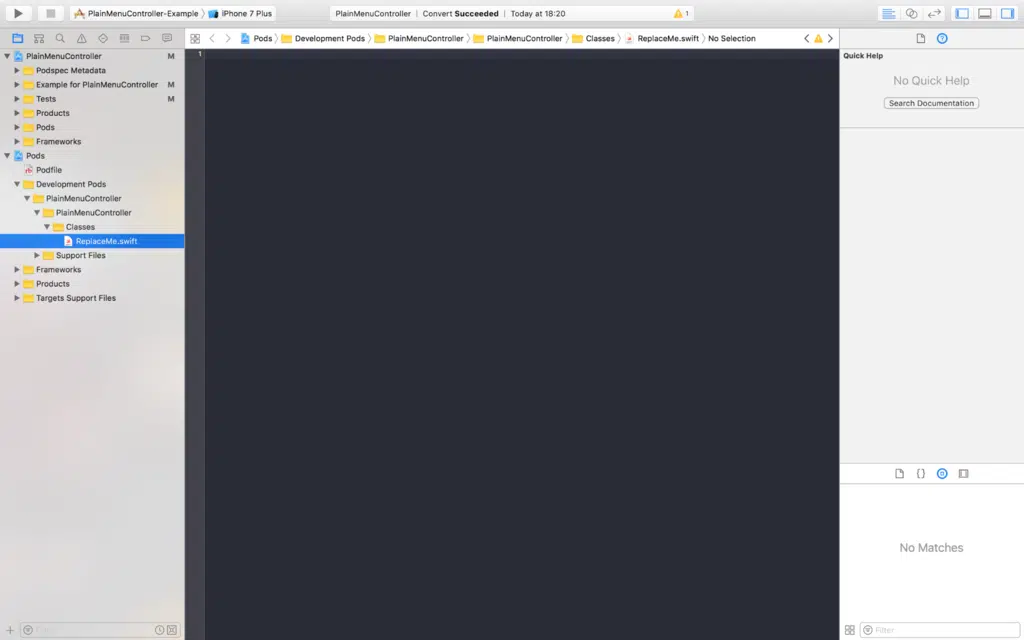 PlainMenuController-Example 〉 iPhone 7 Plus
PlainMenuController | Convert Succeeded | Today at 18:20
1
Pods 〉 Development Pods 〉 PlainMenuController 〉 PlainMenuController 〉 Classes 〉 ReplaceMe.swift 〉 No Selection
PlainMenuController M
Podspec Metadata
Example for PlainMenuController M
Tests M
Products
Pods
Frameworks
Pods
Podfile
Development Pods
PlainMenuController
PlainMenuController
Classes
ReplaceMe.swift
Support Files
Frameworks
Products
Targets Support Files
1
Quick Help
No Quick Help
Search Documentation
{}
No Matches
Filter